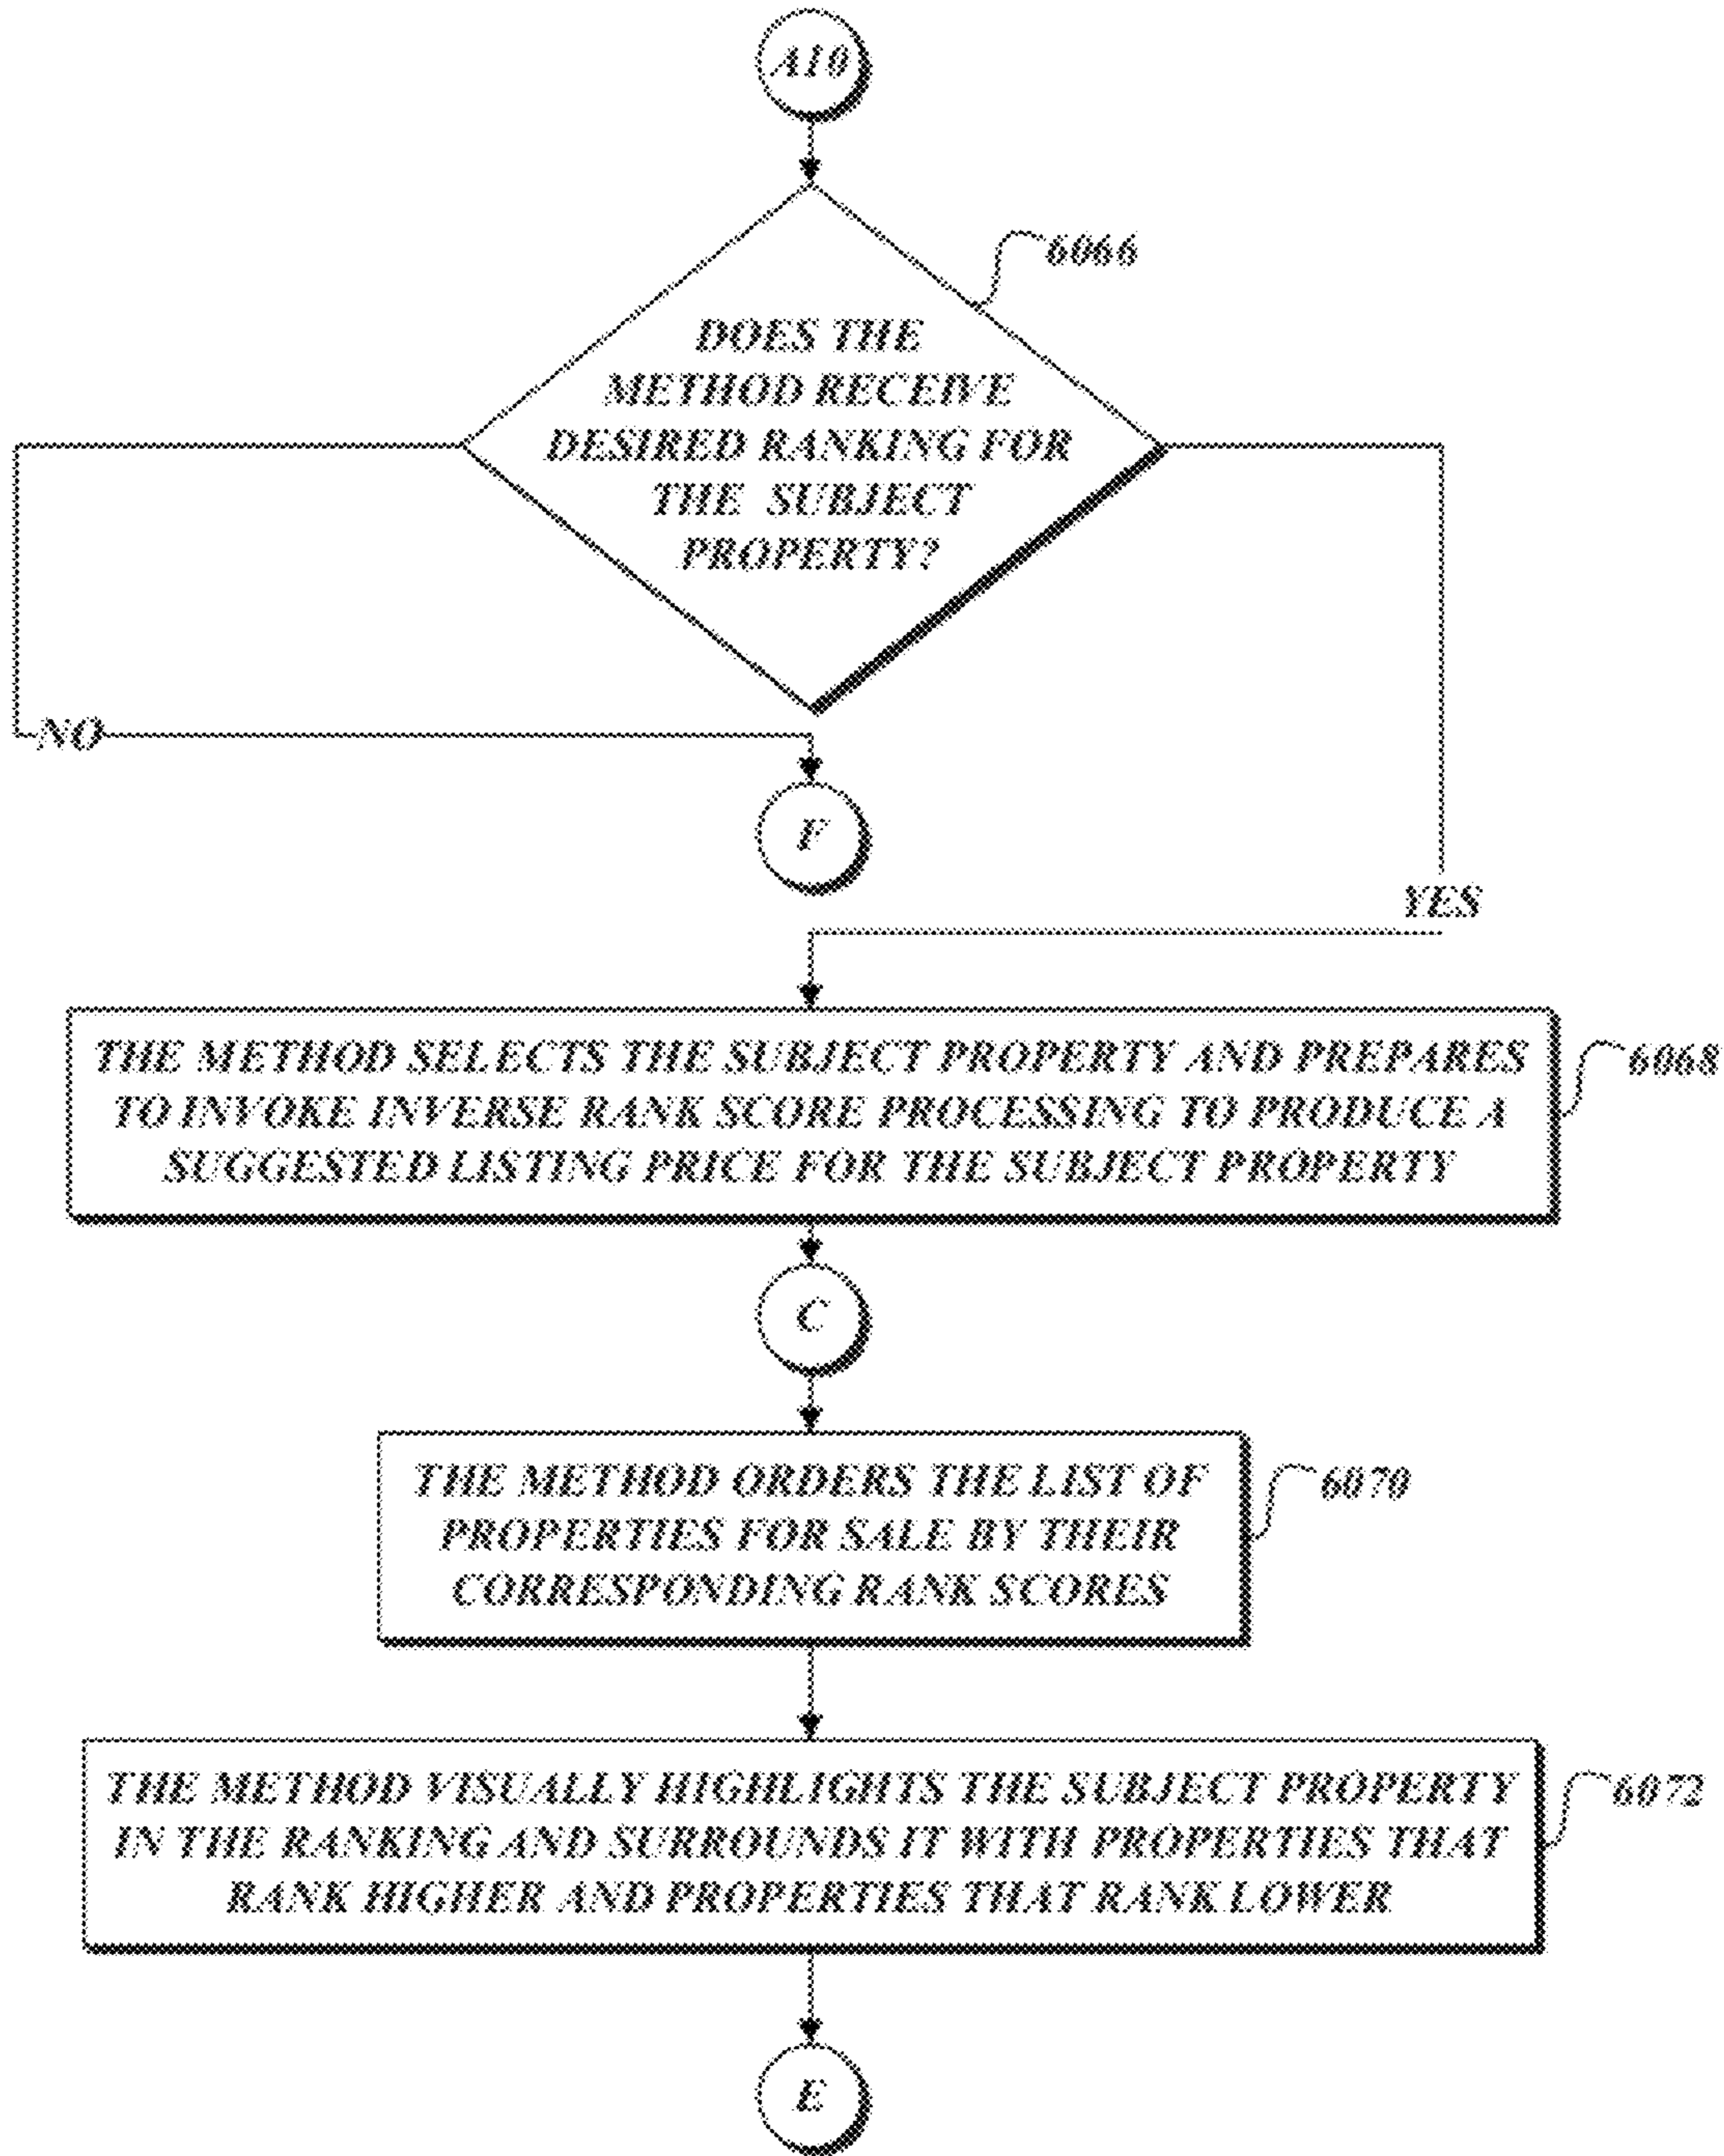 A10
6066
DOES THE
METHOD RECEIVE
DESIRED RANKING FOR
THE SUBJECT
PROPERTY?
NO
F
YES
THE METHOD SELECTS THE SUBJECT PROPERTY AND PREPARES
TO INVOKE INVERSE RANK SCORE PROCESSING TO PRODUCE A
SUGGESTED LISTING PRICE FOR THE SUBJECT PROPERTY
6068
C
THE METHOD ORDERS THE LIST OF
PROPERTIES FOR SALE BY THEIR
CORRESPONDING RANK SCORES
6070
THE METHOD VISUALLY HIGHLIGHTS THE SUBJECT PROPERTY
IN THE RANKING AND SURROUNDS IT WITH PROPERTIES THAT
RANK HIGHER AND PROPERTIES THAT RANK LOWER
6072
E